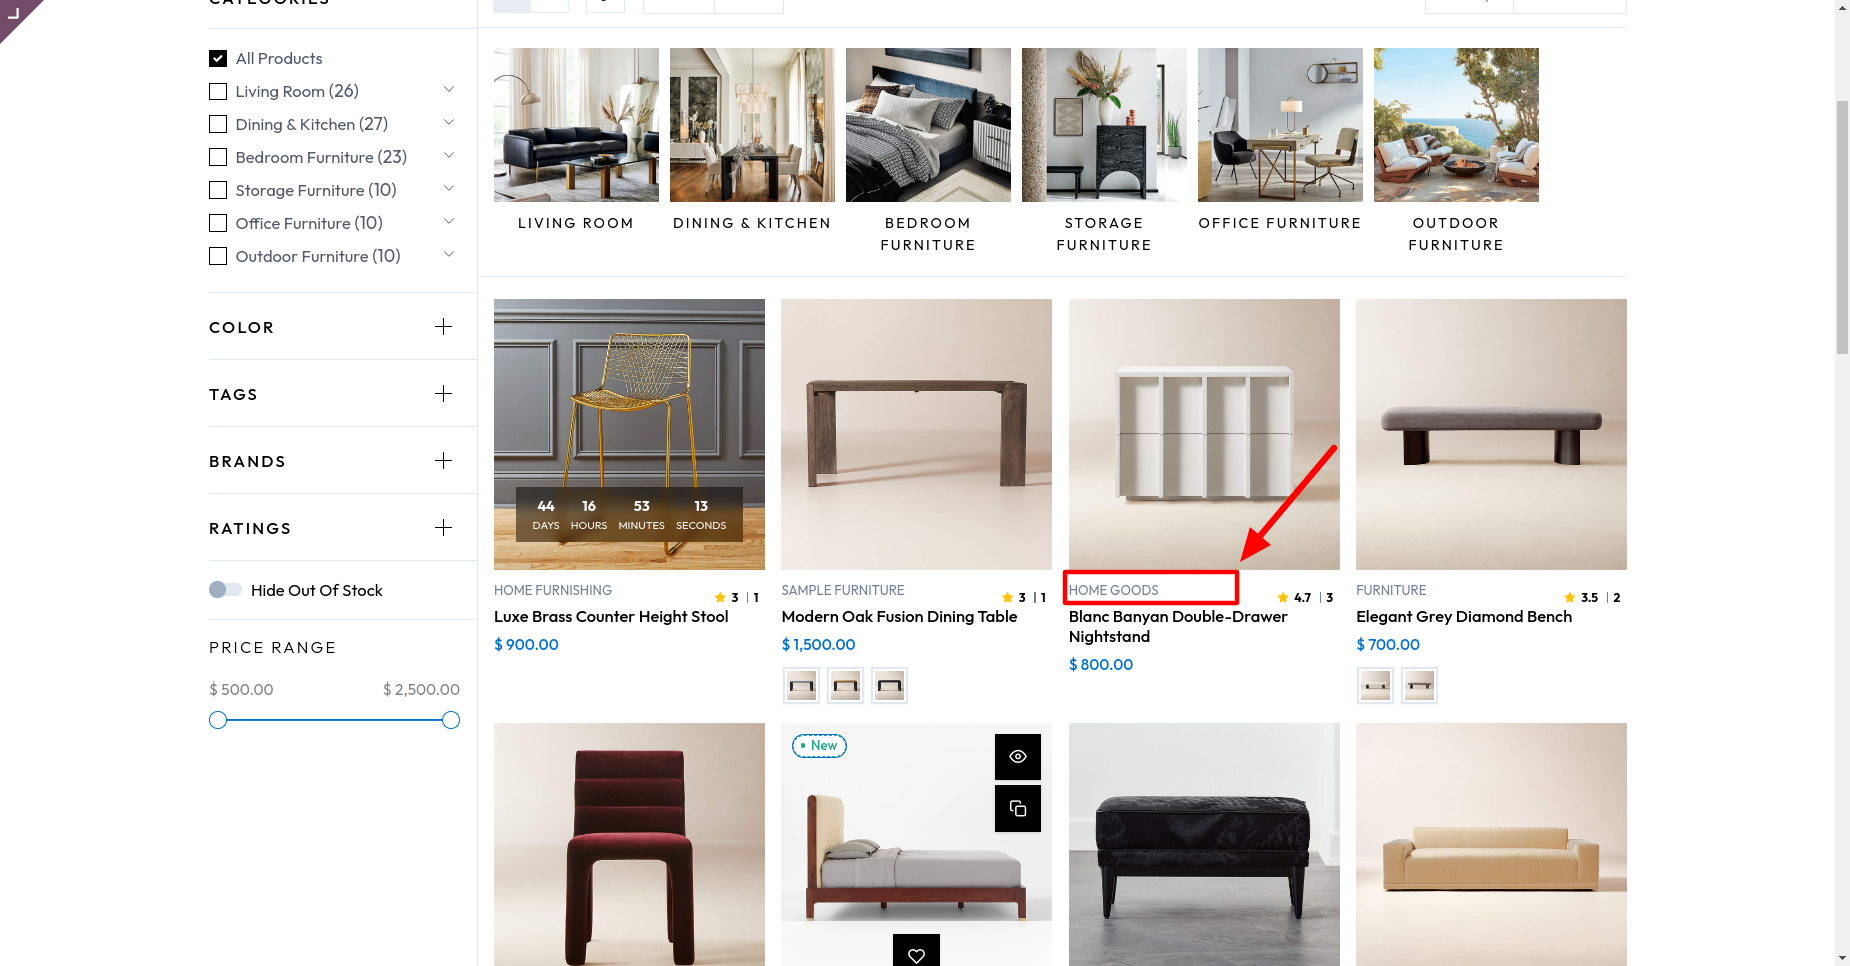 CATEGORIES
All Products
Living Room (26)
Dining & Kitchen (27)
Bedroom Furniture (23)
Storage Furniture (10)
Office Furniture (10)
Outdoor Furniture (10)
COLOR
TAGS
BRANDS
RATINGS
Hide Out Of Stock
PRICE RANGE
$ 500.00 $ 2,500.00
LIVING ROOM
DINING & KITCHEN
BEDROOM
FURNITURE
STORAGE
FURNITURE
OFFICE FURNITURE
OUTDOOR
FURNITURE
44 16 53 13
DAYS HOURS MINUTES SECONDS
HOME FURNISHING
3 | 1
Luxe Brass Counter Height Stool
$ 900.00
SAMPLE FURNITURE
3 | 1
Modern Oak Fusion Dining Table
$ 1,500.00
HOME GOODS
4.7 | 3
Blanc Banyan Double-Drawer
Nightstand
$ 800.00
FURNITURE
3.5 | 2
Elegant Grey Diamond Bench
$ 700.00
New